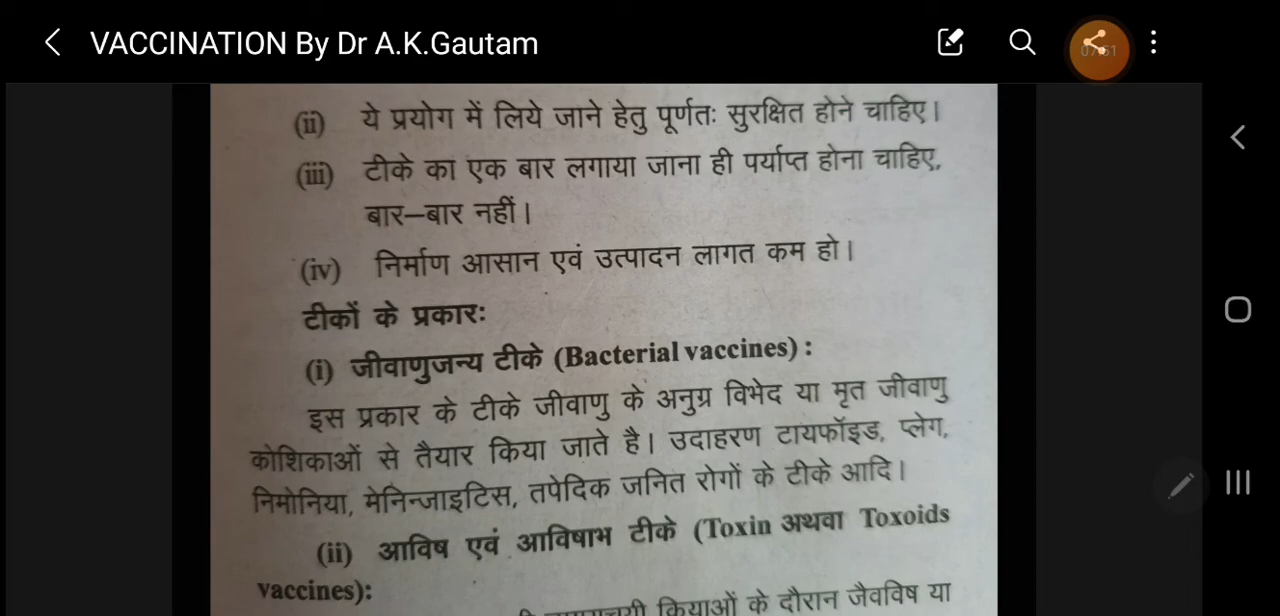 VACCINATION By Dr A.K.Gautam
(ii) ये प्रयोग में लिये जाने हेतु पूर्णतः सुरक्षित होने चाहिए।
(iii) टीके का एक बार लगाया जाना ही पर्याप्त होना चाहिए,
बार–बार नहीं।
(iv) निर्माण आसान एवं उत्पादन लागत कम हो।
टीकों के प्रकारः
(i) जीवाणुजन्य टीके (Bacterial vaccines) :
इस प्रकार के टीके जीवाणु के अनुग्र विभेद या मृत जीवाणु
कोशिकाओं से तैयार किया जाते है। उदाहरण टायफॉइड, प्लेग,
निमोनिया, मेनिन्जाइटिस, तपेदिक जनित रोगों के टीके आदि।
(ii) आविष एवं आविषाभ टीके (Toxin अथवा Toxoids
vaccines):
क्रियाओं के दौरान जैवविष या